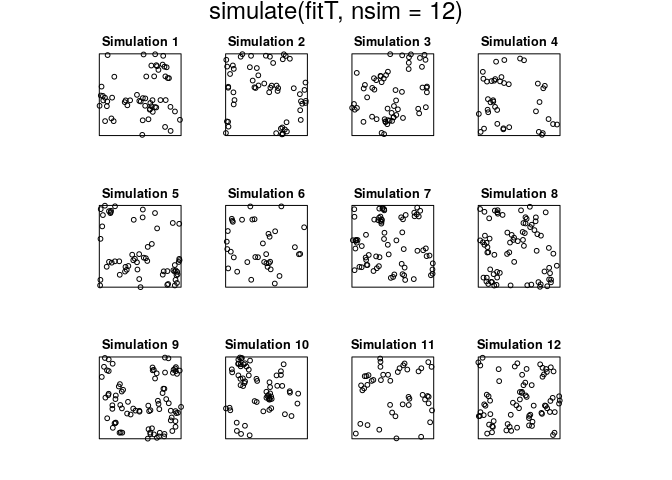 simulate(fitT, nsim = 12)
Simulation 1
Simulation 2
Simulation 3
Simulation 4
Simulation 5
Simulation 6
Simulation 7
Simulation 8
Simulation 9
Simulation 10
Simulation 11
Simulation 12